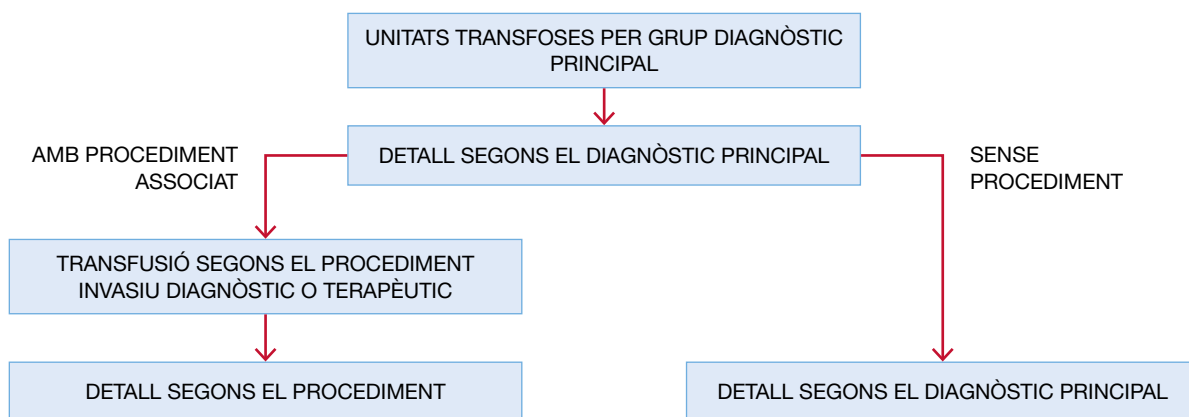 UNITATS TRANSFOSES PER GRUP DIAGNÒSTIC
PRINCIPAL
DETALL SEGONS EL DIAGNÒSTIC PRINCIPAL
AMB PROCEDIMENT
ASSOCIAT
SENSE
PROCEDIMENT
TRANSFUSIÓ SEGONS EL PROCEDIMENT
INVASIU DIAGNÒSTIC O TERAPÈUTIC
DETALL SEGONS EL PROCEDIMENT
DETALL SEGONS EL DIAGNÒSTIC PRINCIPAL